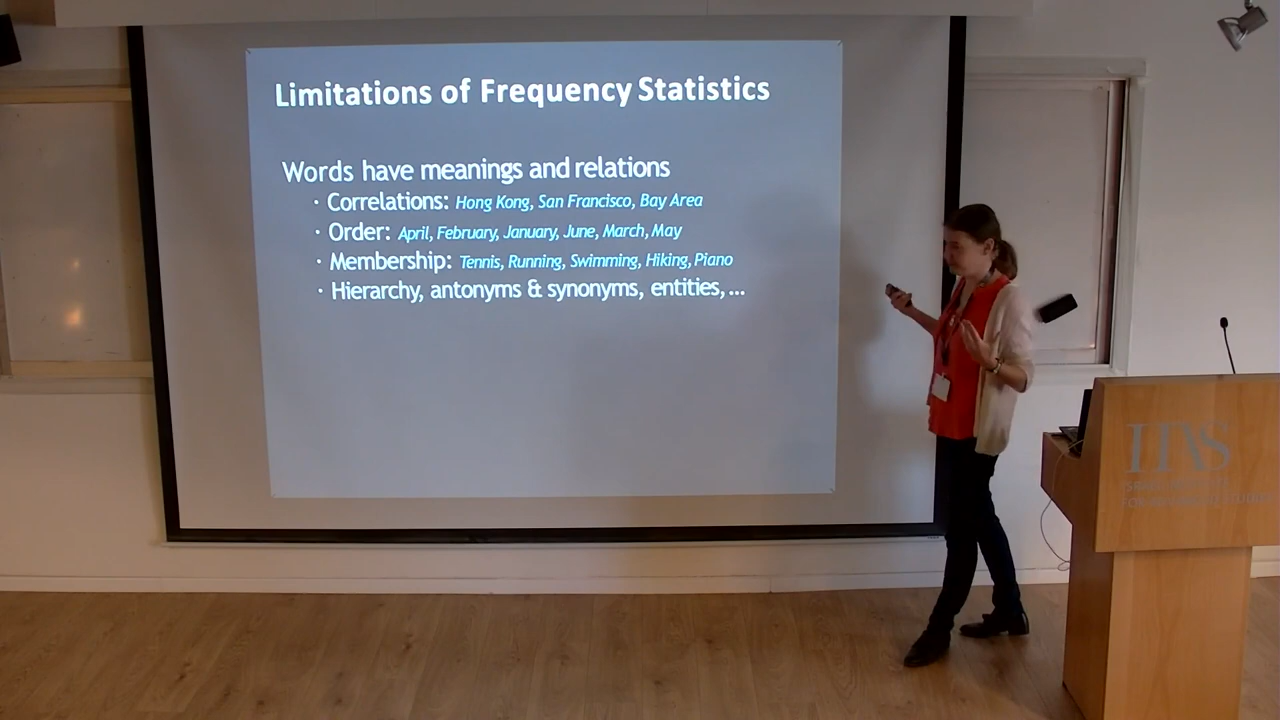 Limitations of Frequency Statistics
Words have meanings and relations
· Correlations: Hong Kong, San Francisco, Bay Area
· Order: April, February, January, June, March, May
· Membership: Tennis, Running, Swimming, Hiking, Piano
· Hierarchy, antonyms & synonyms, entities, ...
IIAS